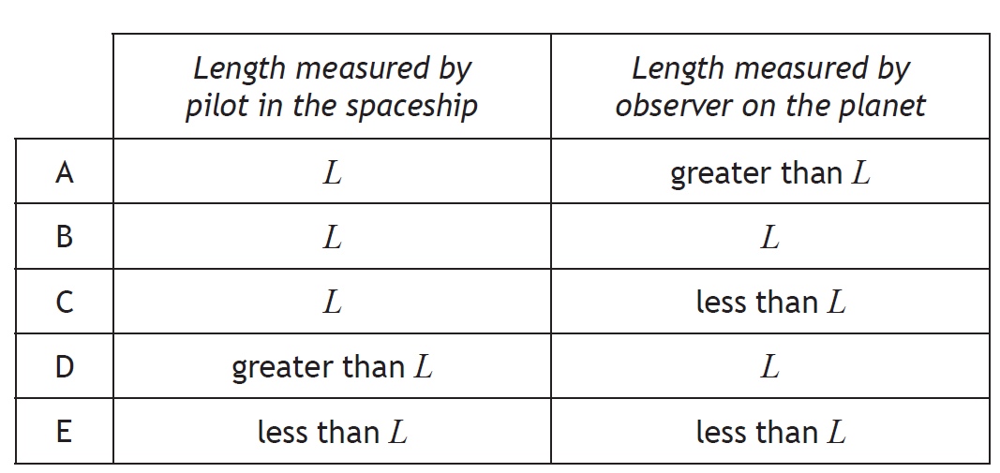 Length measured by
pilot in the spaceship
Length measured by
observer on the planet
A L greater than L
B L L
C L less than L
D greater than L L
E less than L less than L